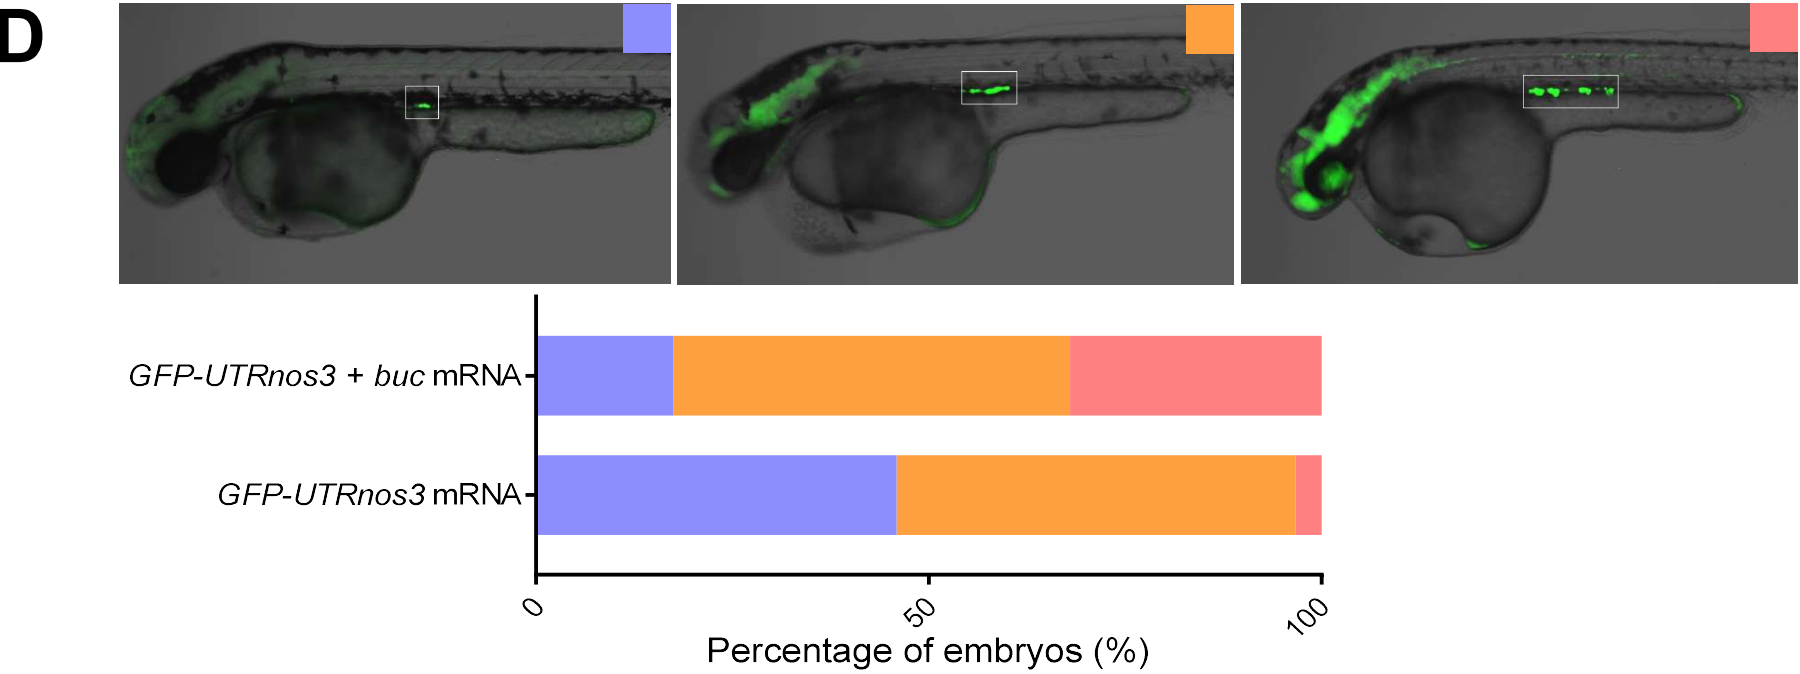 D
GFP-UTRnos3 + buc mRNA
GFP-UTRnos3 mRNA
0
50
100
Percentage of embryos (%)